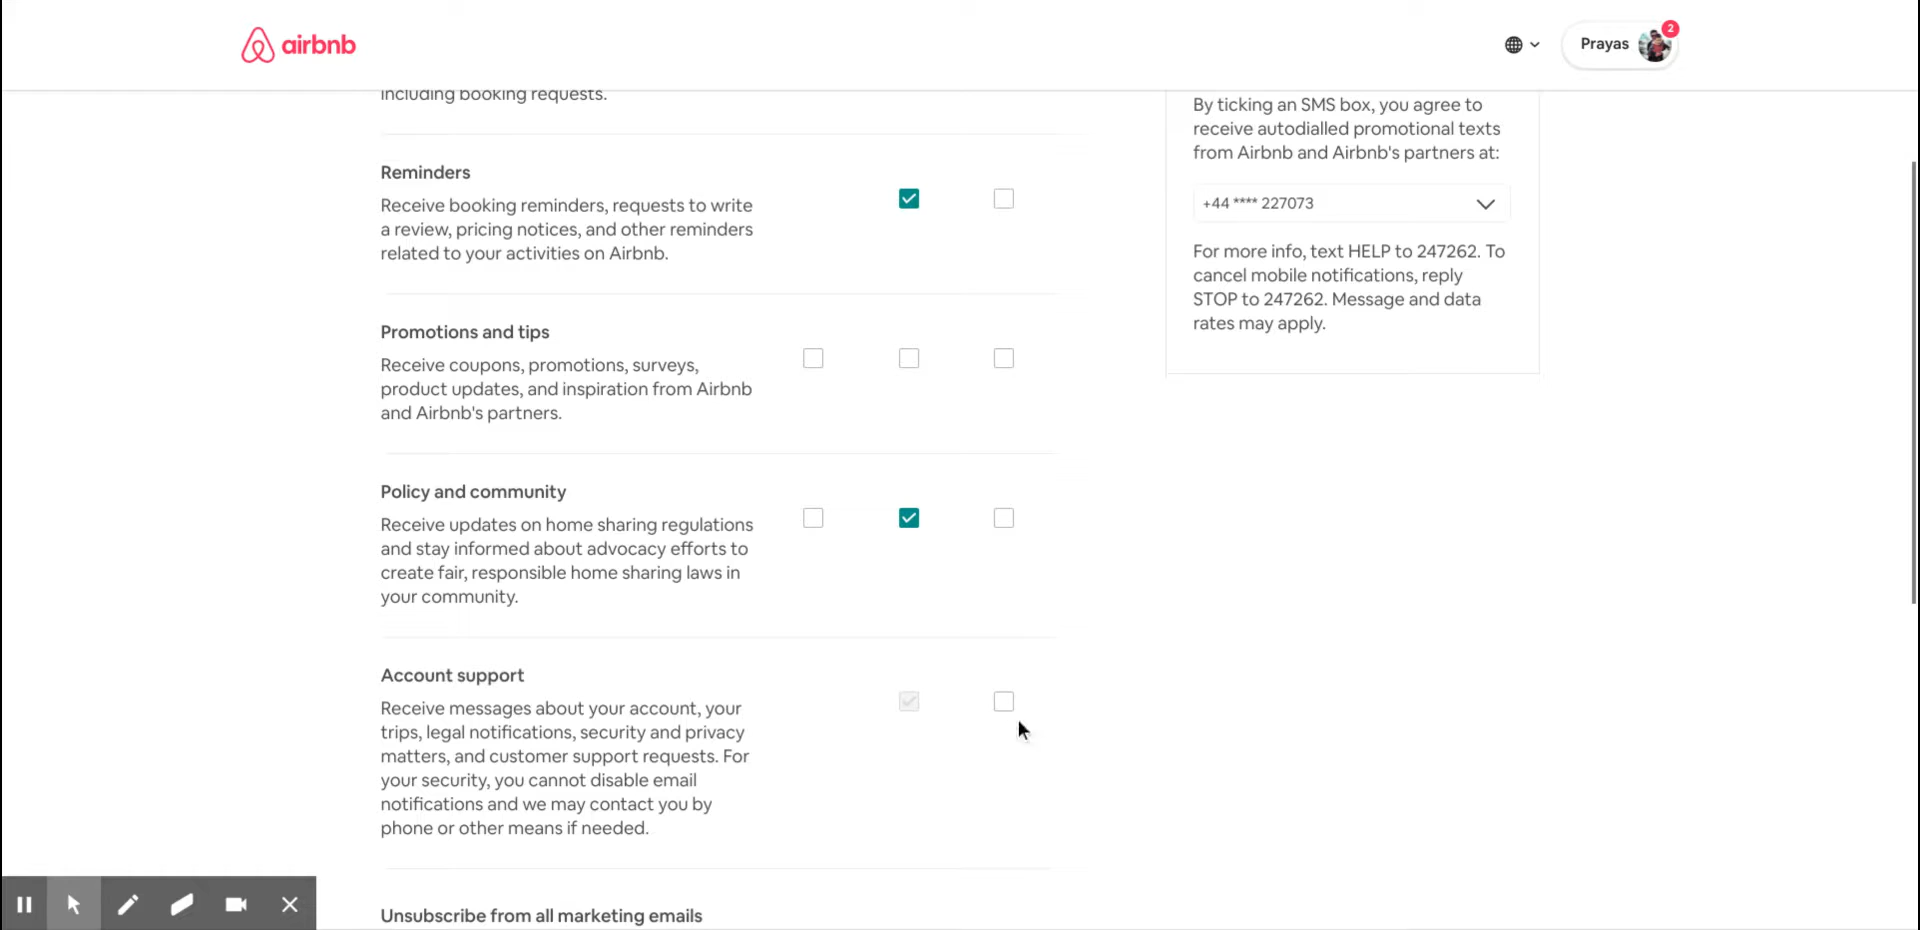 airbnb
Prayas
2
including booking requests.
Reminders
Receive booking reminders, requests to write
a review, pricing notices, and other reminders
related to your activities on Airbnb.
Promotions and tips
Receive coupons, promotions, surveys,
product updates, and inspiration from Airbnb
and Airbnb's partners.
Policy and community
Receive updates on home sharing regulations
and stay informed about advocacy efforts to
create fair, responsible home sharing laws in
your community.
Account support
Receive messages about your account, your
trips, legal notifications, security and privacy
matters, and customer support requests. For
your security, you cannot disable email
notifications and we may contact you by
phone or other means if needed.
Unsubscribe from all marketing emails
By ticking an SMS box, you agree to
receive autodialled promotional texts
from Airbnb and Airbnb's partners at:
+44 **** 227073
For more info, text HELP to 247262. To
cancel mobile notifications, reply
STOP to 247262. Message and data
rates may apply.